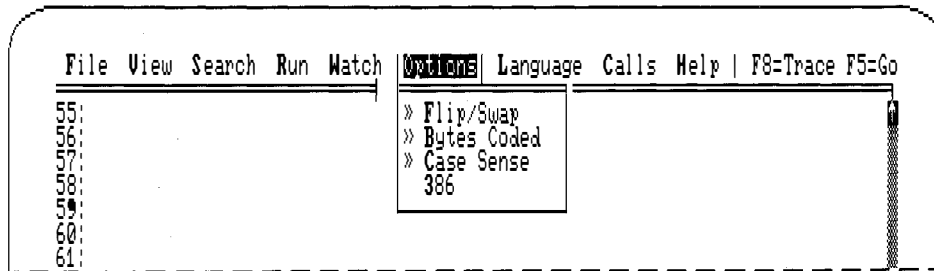 File View Search Run Watch Options Language Calls Help | F8=Trace F5=Go
55:
» Flip/Swap
56:
» Bytes Coded
57:
» Case Sense
58:
386
59:
60:
61: